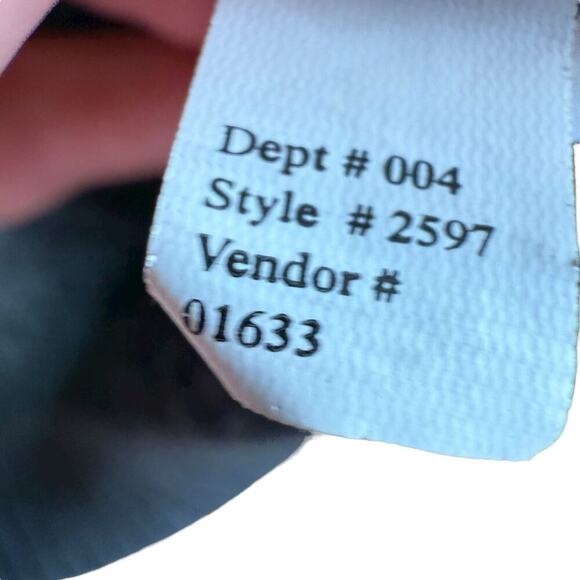 Dept # 004
Style # 2597
Vendor #
01633